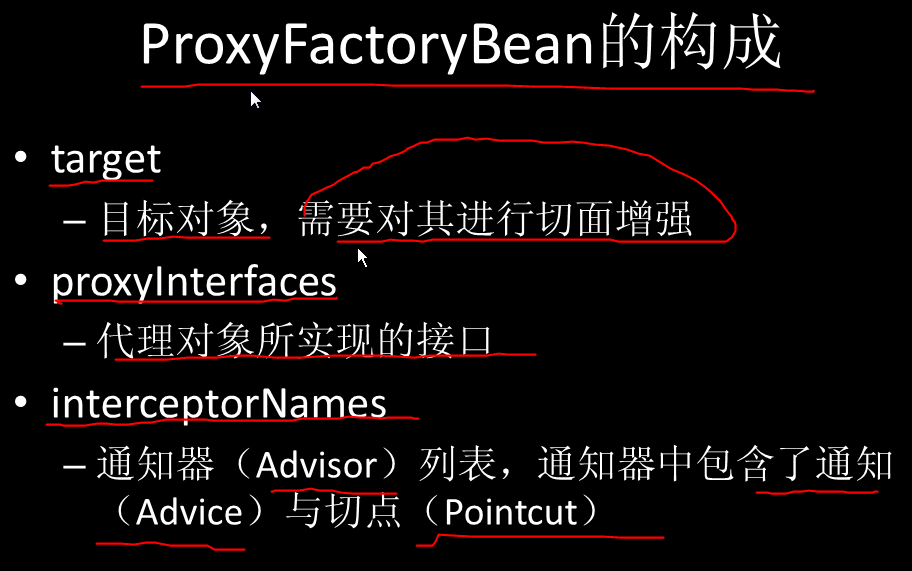 ProxyFactoryBean的构成
• target
– 目标对象，需要对其进行切面增强
• proxyInterfaces
– 代理对象所实现的接口
• interceptorNames
– 通知器（Advisor）列表，通知器中包含了通知
（Advice）与切点（Pointcut）